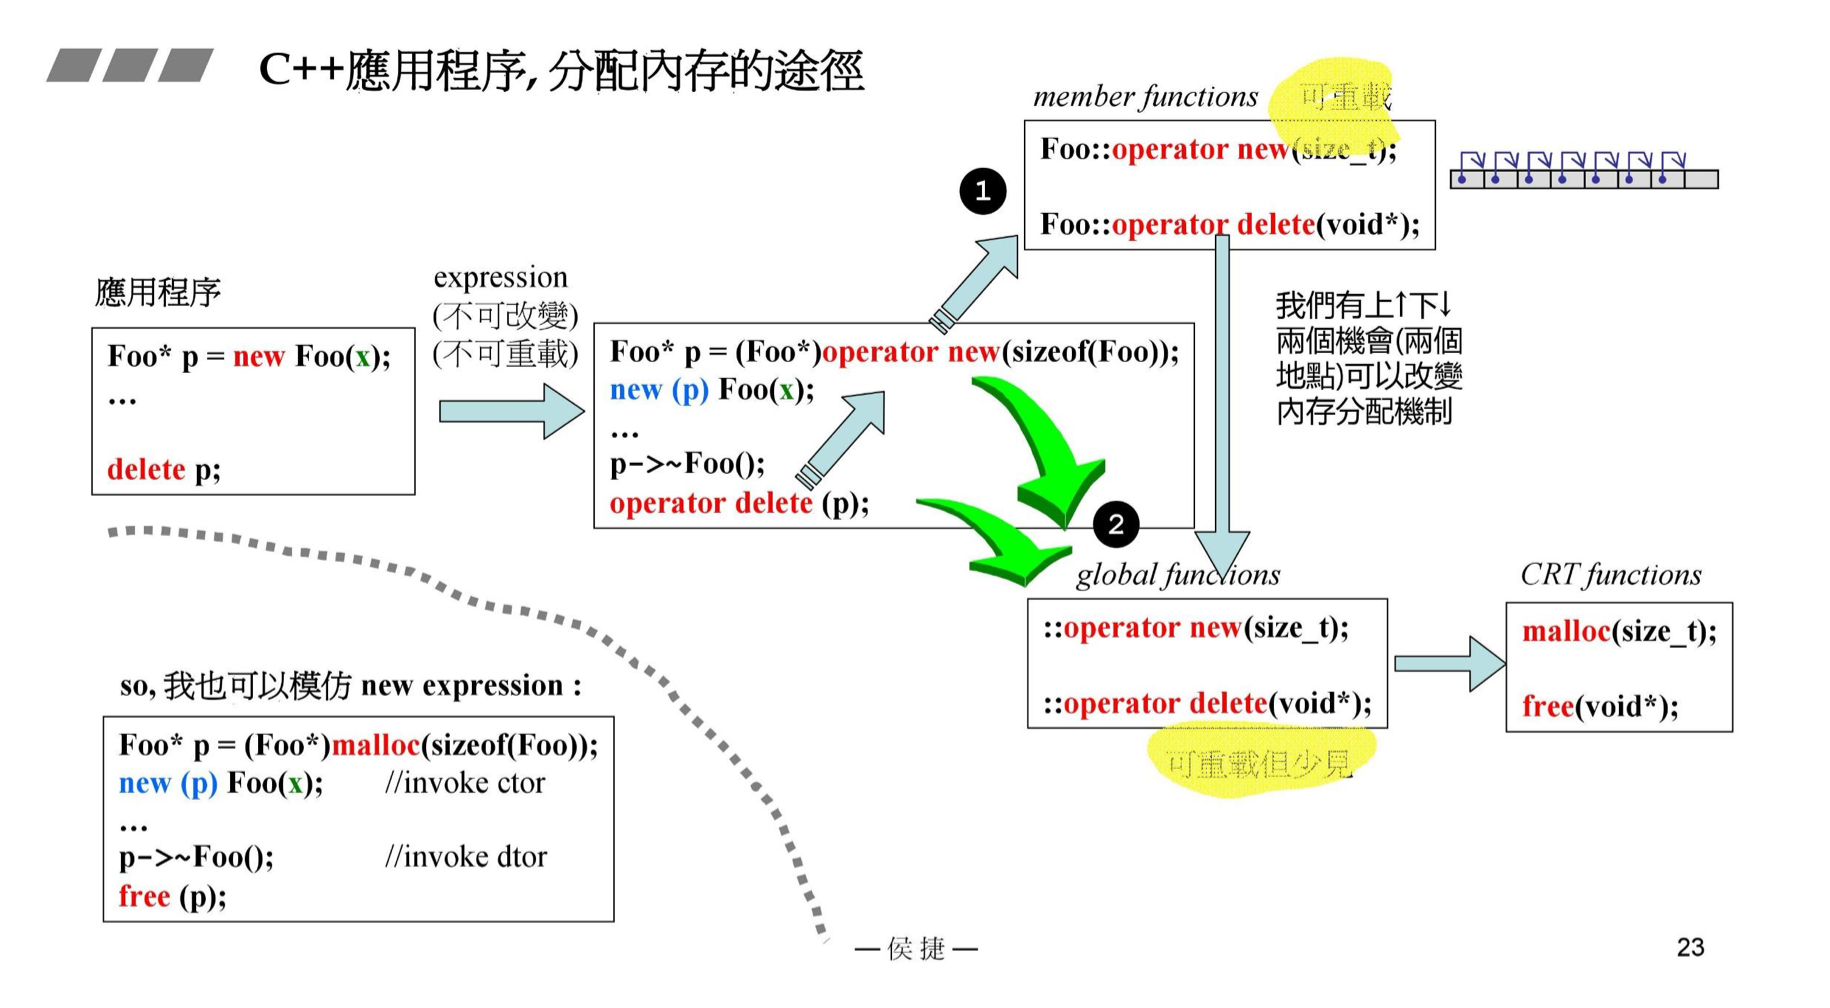 C++應用程序, 分配內存的途徑
member functions 可重載
Foo::operator new(size_t);
Foo::operator delete(void*);
1
應用程序
Foo* p = new Foo(x);
...
delete p;
expression
(不可改變)
(不可重載)
Foo* p = (Foo*)operator new(sizeof(Foo));
new (p) Foo(x);
...
p->~Foo();
operator delete (p);
我們有上↑下↓
兩個機會(兩個
地點)可以改變
內存分配機制
2
global functions
::operator new(size_t);
::operator delete(void*);
可重載但少見
CRT functions
malloc(size_t);
free(void*);
so, 我也可以模仿 new expression :
Foo* p = (Foo*)malloc(sizeof(Foo));
new (p) Foo(x); //invoke ctor
...
p->~Foo(); //invoke dtor
free (p);
— 侯捷 —
23